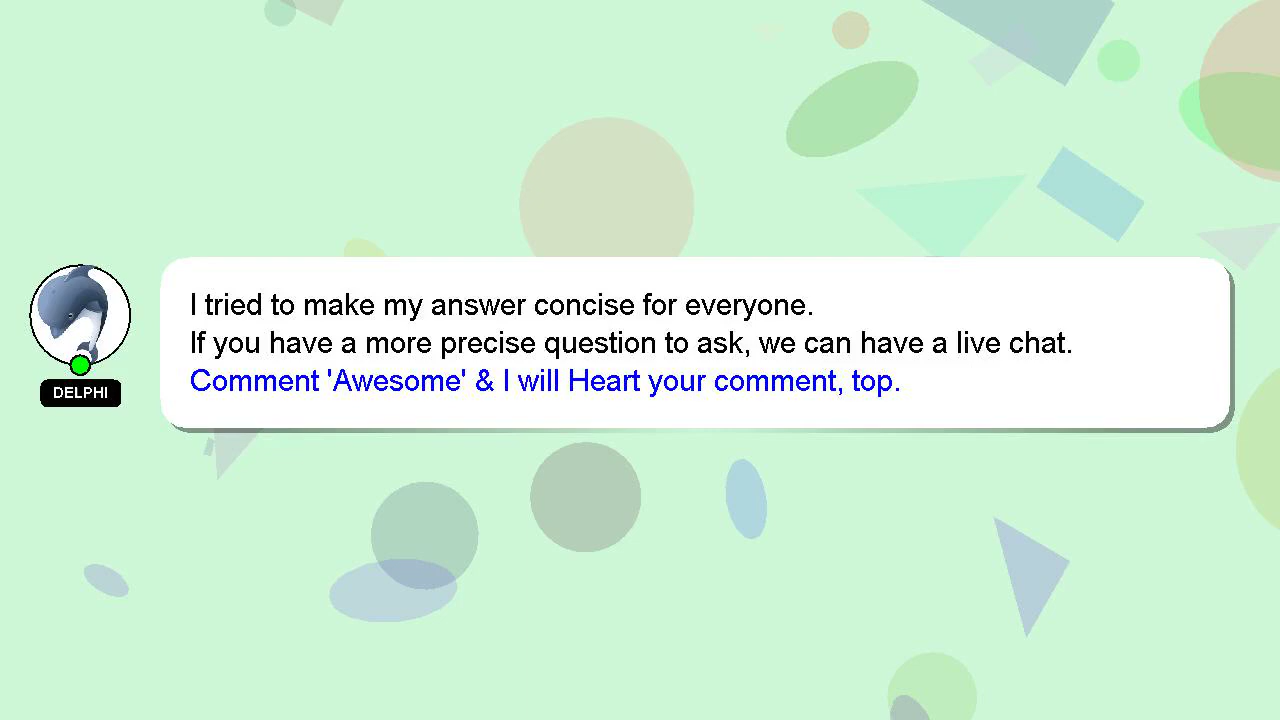 I tried to make my answer concise for everyone.
If you have a more precise question to ask, we can have a live chat.
Comment 'Awesome' & I will Heart your comment, top.
DELPHI